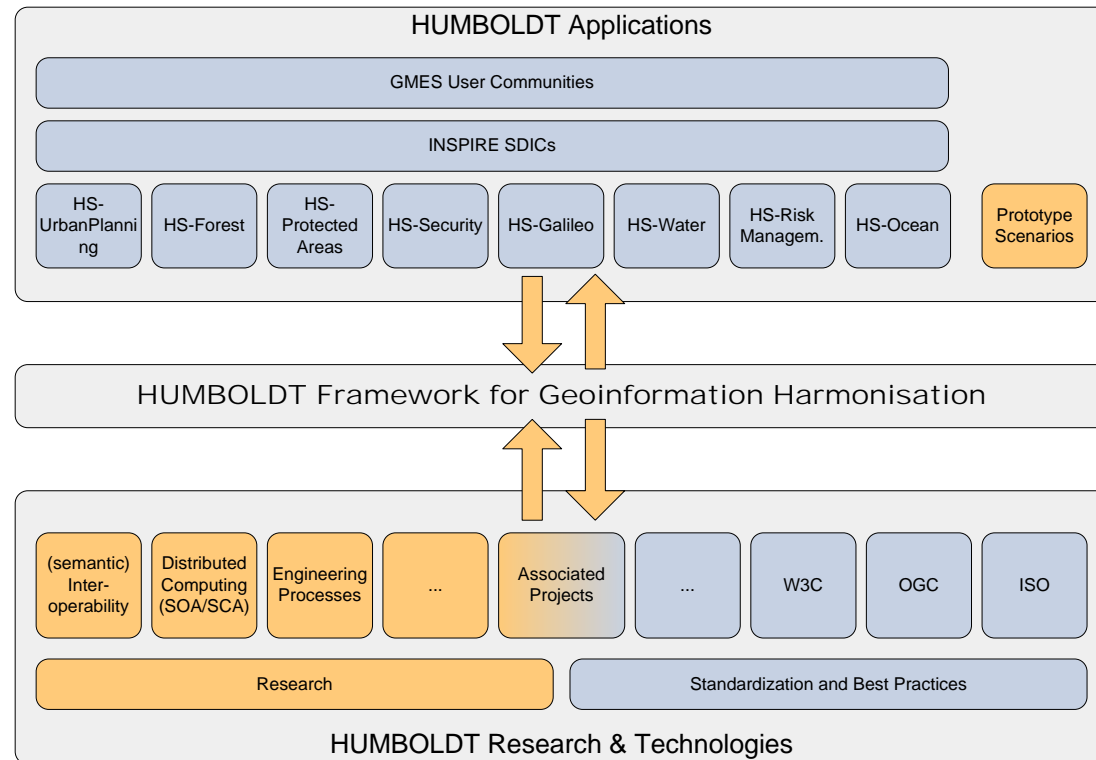 HUMBOLDT Applications
GMES User Communities
INSPIRE SDICs
HS-
UrbanPlanni
ng
HS-Forest
HS-
Protected
Areas
HS-Security
HS-Galileo
HS-Water
HS-Risk
Managem.
HS-Ocean
Prototype
Scenarios
HUMBOLDT Framework for Geoinformation Harmonisation
(semantic)
Inter-
operability
Distributed
Computing
(SOA/SCA)
Engineering
Processes
...
Associated
Projects
...
W3C
OGC
ISO
Research
Standardization and Best Practices
HUMBOLDT Research & Technologies